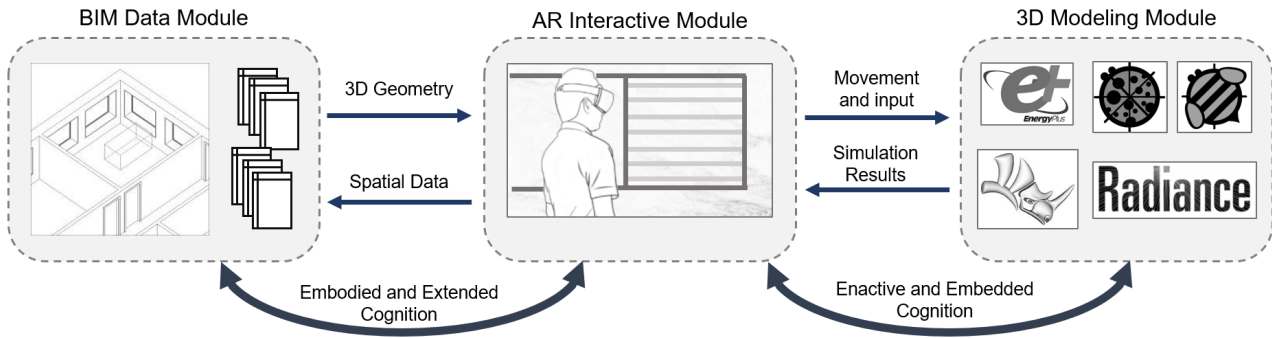 BIM Data Module
AR Interactive Module
3D Modeling Module
3D Geometry
Spatial Data
Movement
and input
Simulation
Results
e+
EnergyPlus
Radiance
Embodied and Extended
Cognition
Enactive and Embedded
Cognition